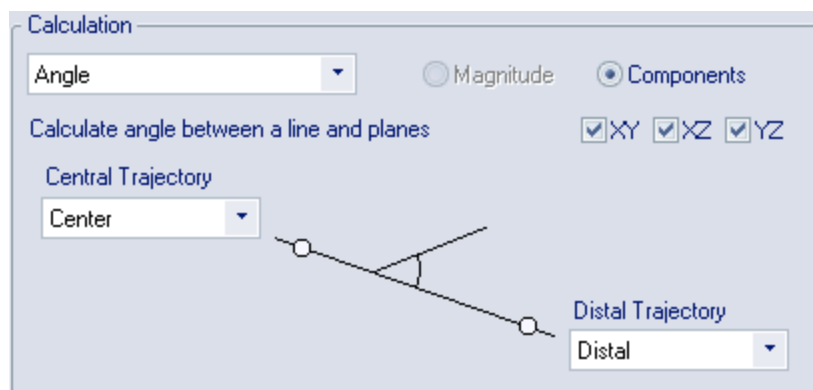 Calculation
Angle Magnitude Components
Calculate angle between a line and planes XY XZ YZ
Central Trajectory
Center
Distal Trajectory
Distal